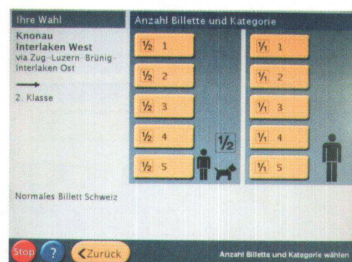 Ihre Wahl
Knonau
Interlaken West
via Zug-Luzern-Brünig-
Interlaken Ost
2. Klasse
Normales Billett Schweiz
Anzahl Billette und Kategorie
½ 1
½ 2
½ 3
½ 4
½ 5
½
1/1 1
1/1 2
1/1 3
1/1 4
1/1 5
Stop
?
Zurück
Anzahl Billette und Kategorie wählen